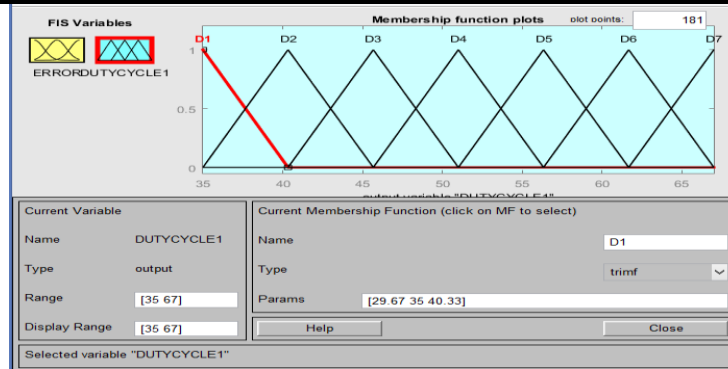 FIS Variables
Membership function plots plot points: 181
D1 D2 D3 D4 D5 D6 D7
1
0.5
0
ERRORDUTYCYCLE1
35 40 45 50 55 60 65
output variable "DUTYCYCLE1"
Current Variable
Name DUTYCYCLE1
Type output
Range [35 67]
Display Range [35 67]
Current Membership Function (click on MF to select)
Name D1
Type trimf
Params [29.67 35 40.33]
Help Close
Selected variable "DUTYCYCLE1"